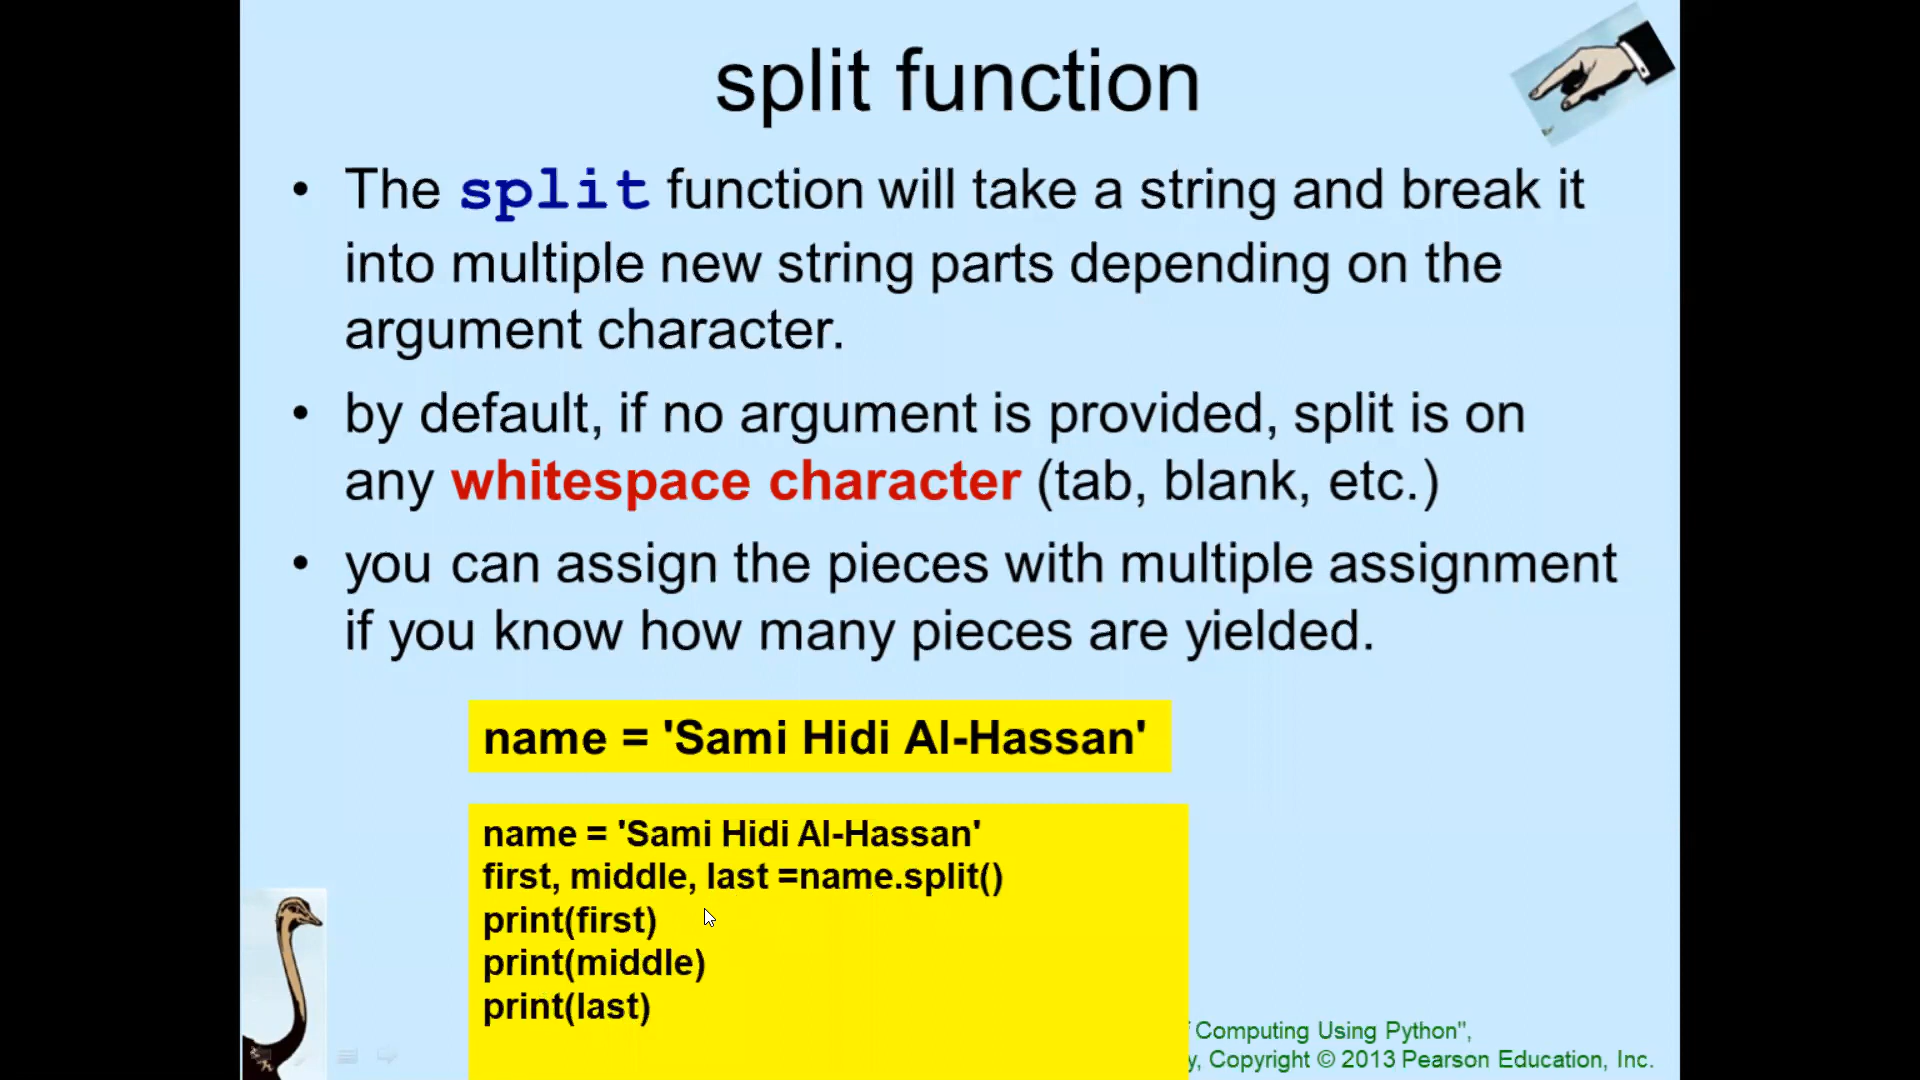 split function
• The split function will take a string and break it
into multiple new string parts depending on the
argument character.
• by default, if no argument is provided, split is on
any whitespace character (tab, blank, etc.)
• you can assign the pieces with multiple assignment
if you know how many pieces are yielded.
name = 'Sami Hidi Al-Hassan'
name = 'Sami Hidi Al-Hassan'
first, middle, last =name.split()
print(first)
print(middle)
print(last)
Computing Using Python",
y, Copyright © 2013 Pearson Education, Inc.